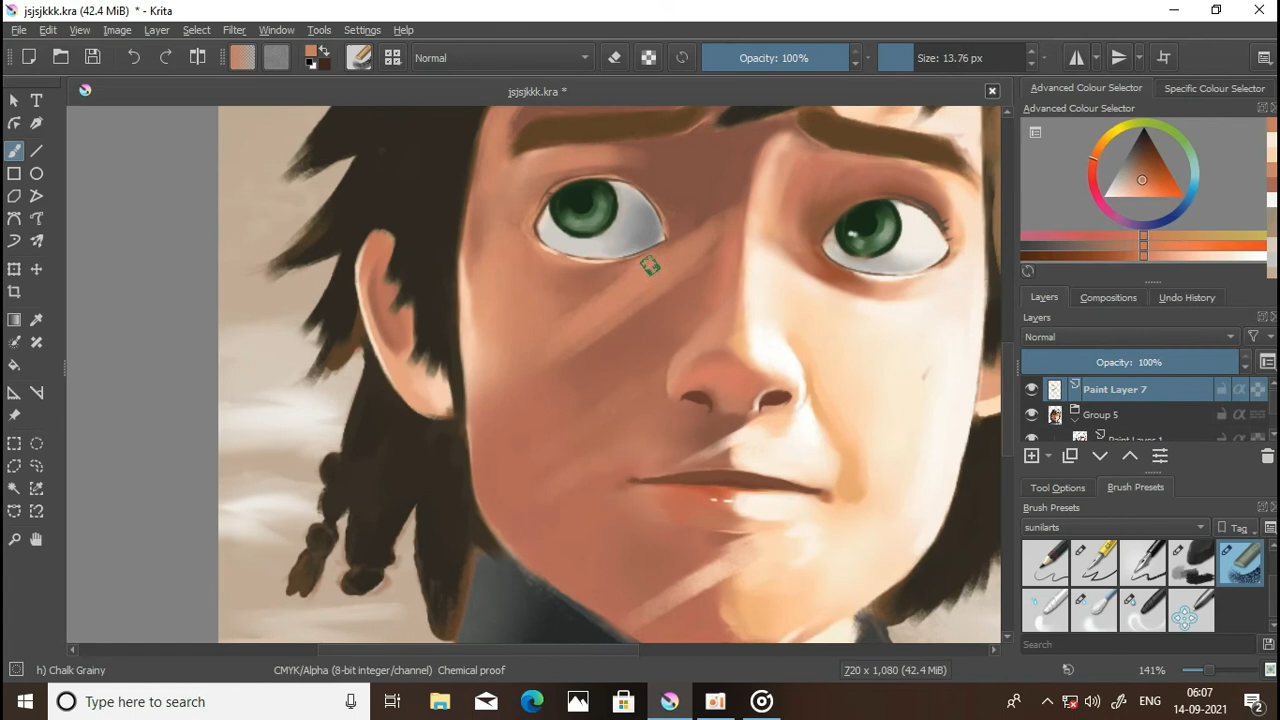 jsjsjkkk.kra (42.4 MiB) * - Krita
File Edit View Image Layer Select Filter Window Tools Settings Help
Normal
Opacity: 100%
Size: 13.76 px
jsjsjkkk.kra *
Advanced Colour Selector
Specific Colour Selector
Advanced Colour Selector
Layers Compositions Undo History
Layers
Normal
Opacity: 100%
Paint Layer 7
Group 5
Paint Layer 1
Tool Options Brush Presets
Brush Presets
sunilarts
Tag
Search
h) Chalk Grainy
CMYK/Alpha (8-bit integer/channel) Chemical proof
720 x 1,080 (42.4 MiB)
141%
Type here to search
ENG
06:07
14-09-2021
2